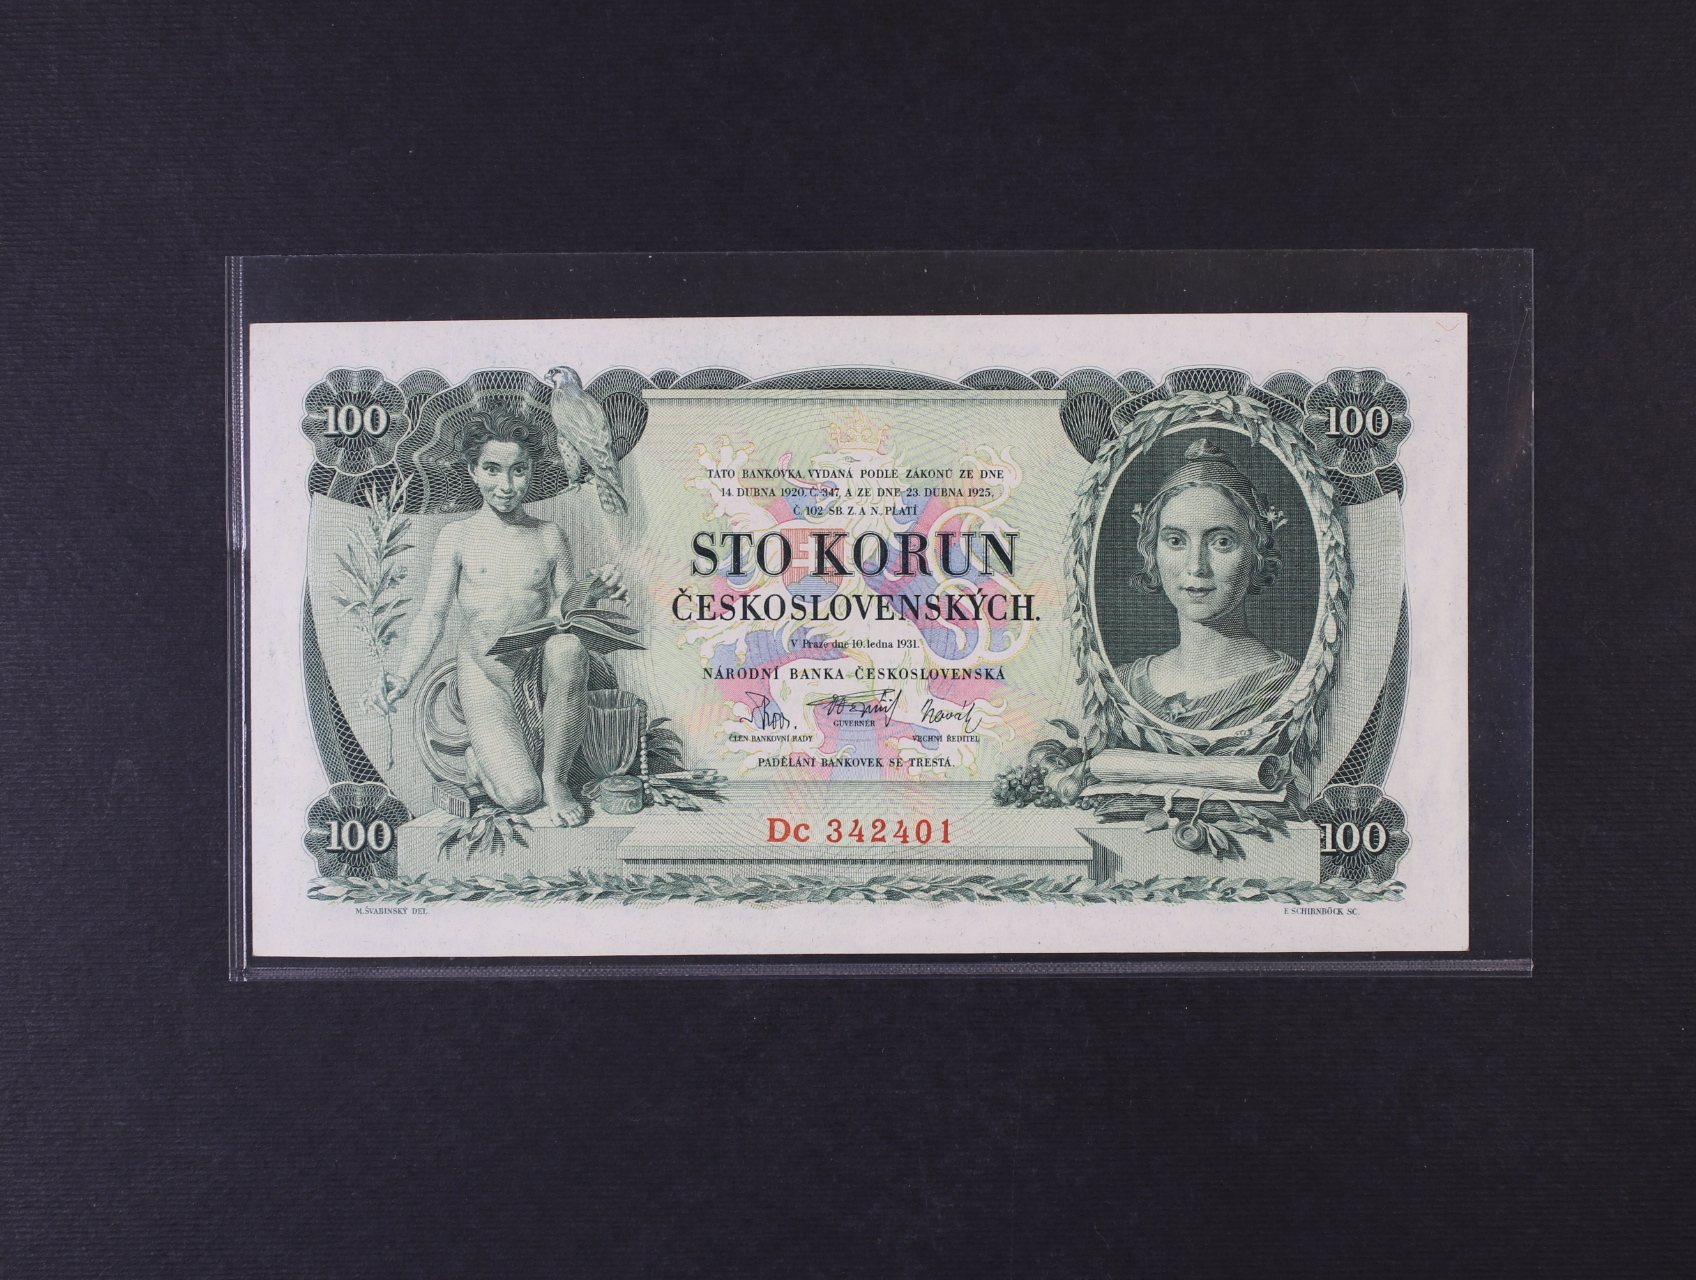 100
100
TATO BANKOVKA, VYDANÁ PODLE ZÁKONŮ ZE DNE
14. DUBNA 1920, Č. 347, A ZE DNE 23. DUBNA 1925,
Č. 102 SB. Z. A N., PLATÍ
STO KORUN
ČESKOSLOVENSKÝCH.
V Praze dne 10. ledna 1931.
NÁRODNÍ BANKA ČESKOSLOVENSKÁ
GUVERNÉR
ČLEN BANKOVNÍ RADY VRCHNÍ ŘEDITEL
PADĚLÁNÍ BANKOVEK SE TRESTÁ.
100
Dc 342401
100
M. ŠVABINSKÝ DEL.
E. SCHIRNBÖCK SC.